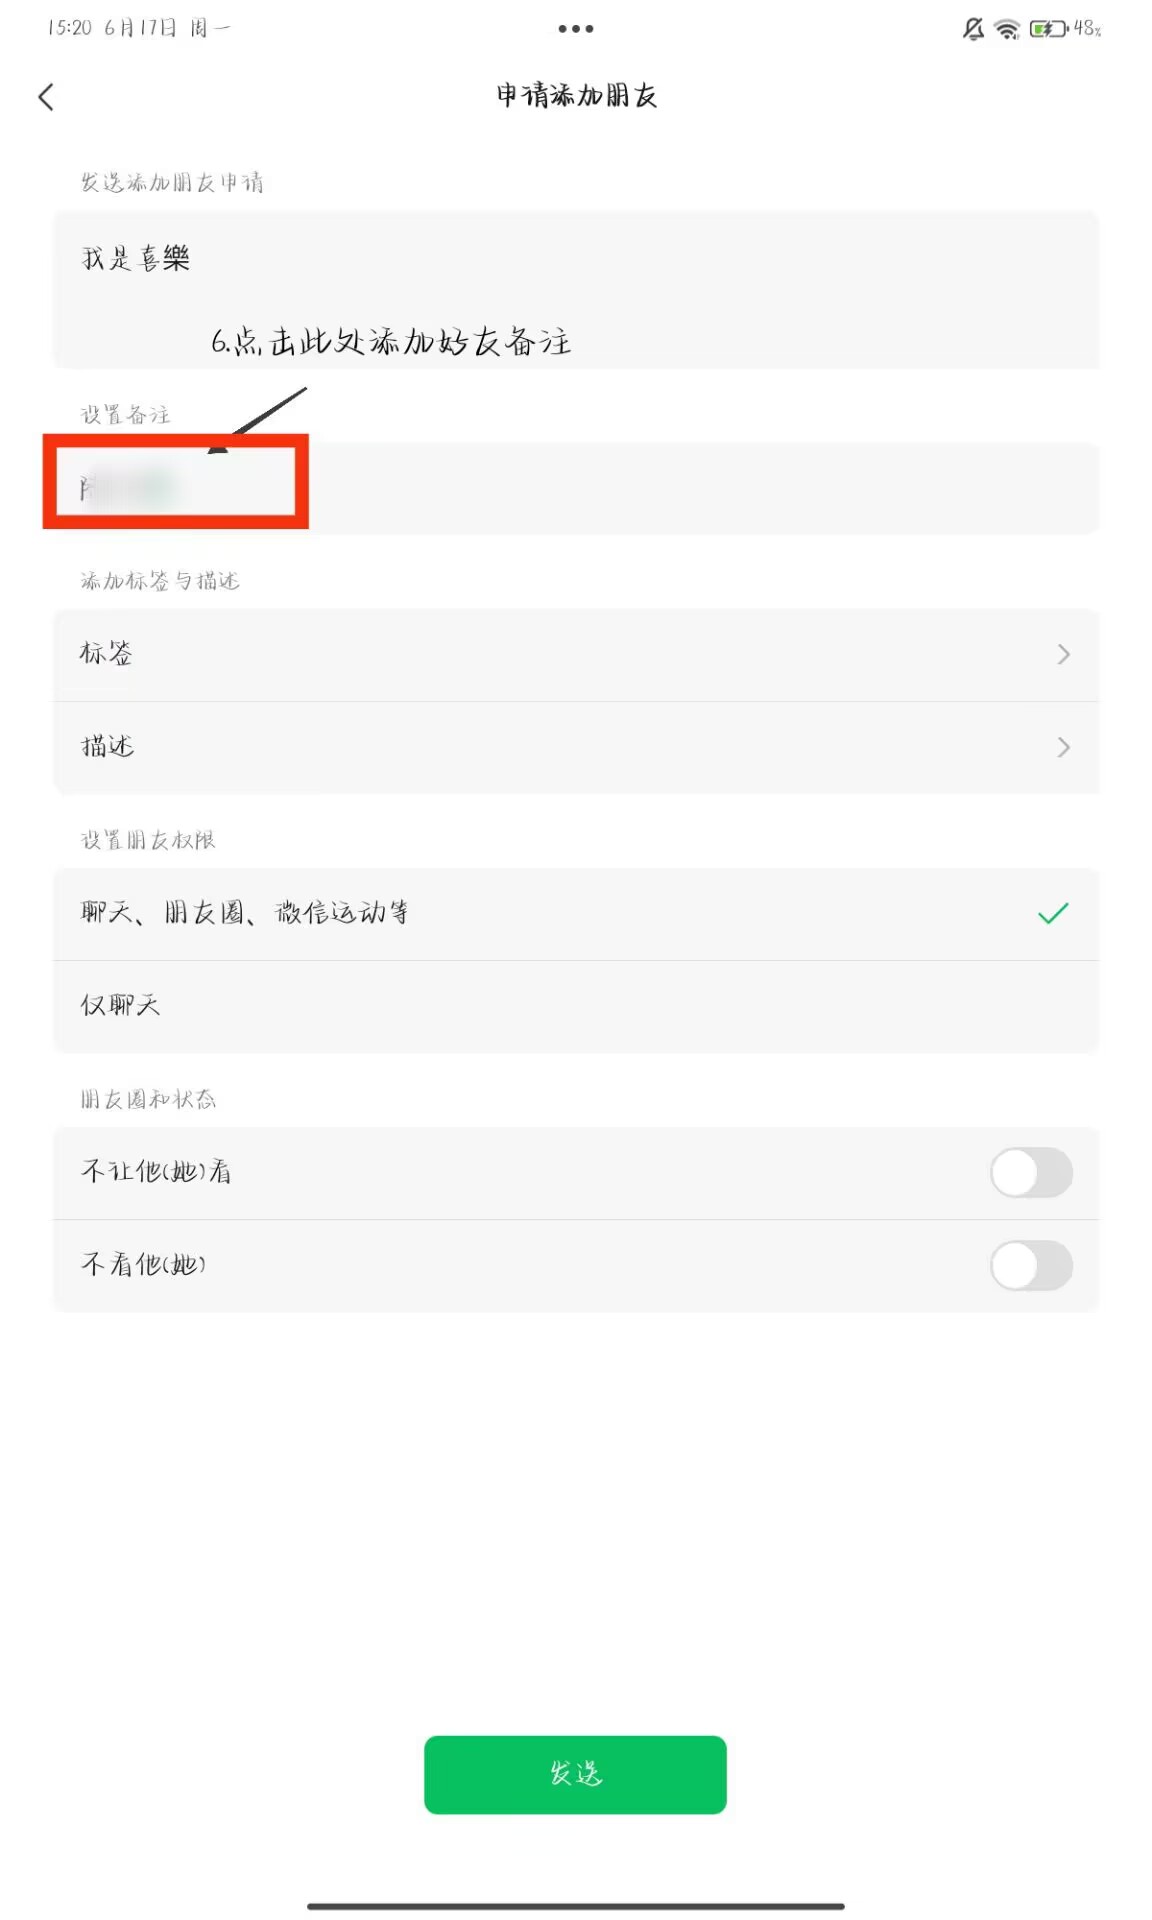 15:20 6月17日 周一
48%
申请添加朋友
发送添加朋友申请
我是喜樂
6.点击此处添加好友备注
设置备注
添加标签与描述
标签
描述
设置朋友权限
聊天、朋友圈、微信运动等
仅聊天
朋友圈和状态
不让他(她)看
不看他(她)
发送